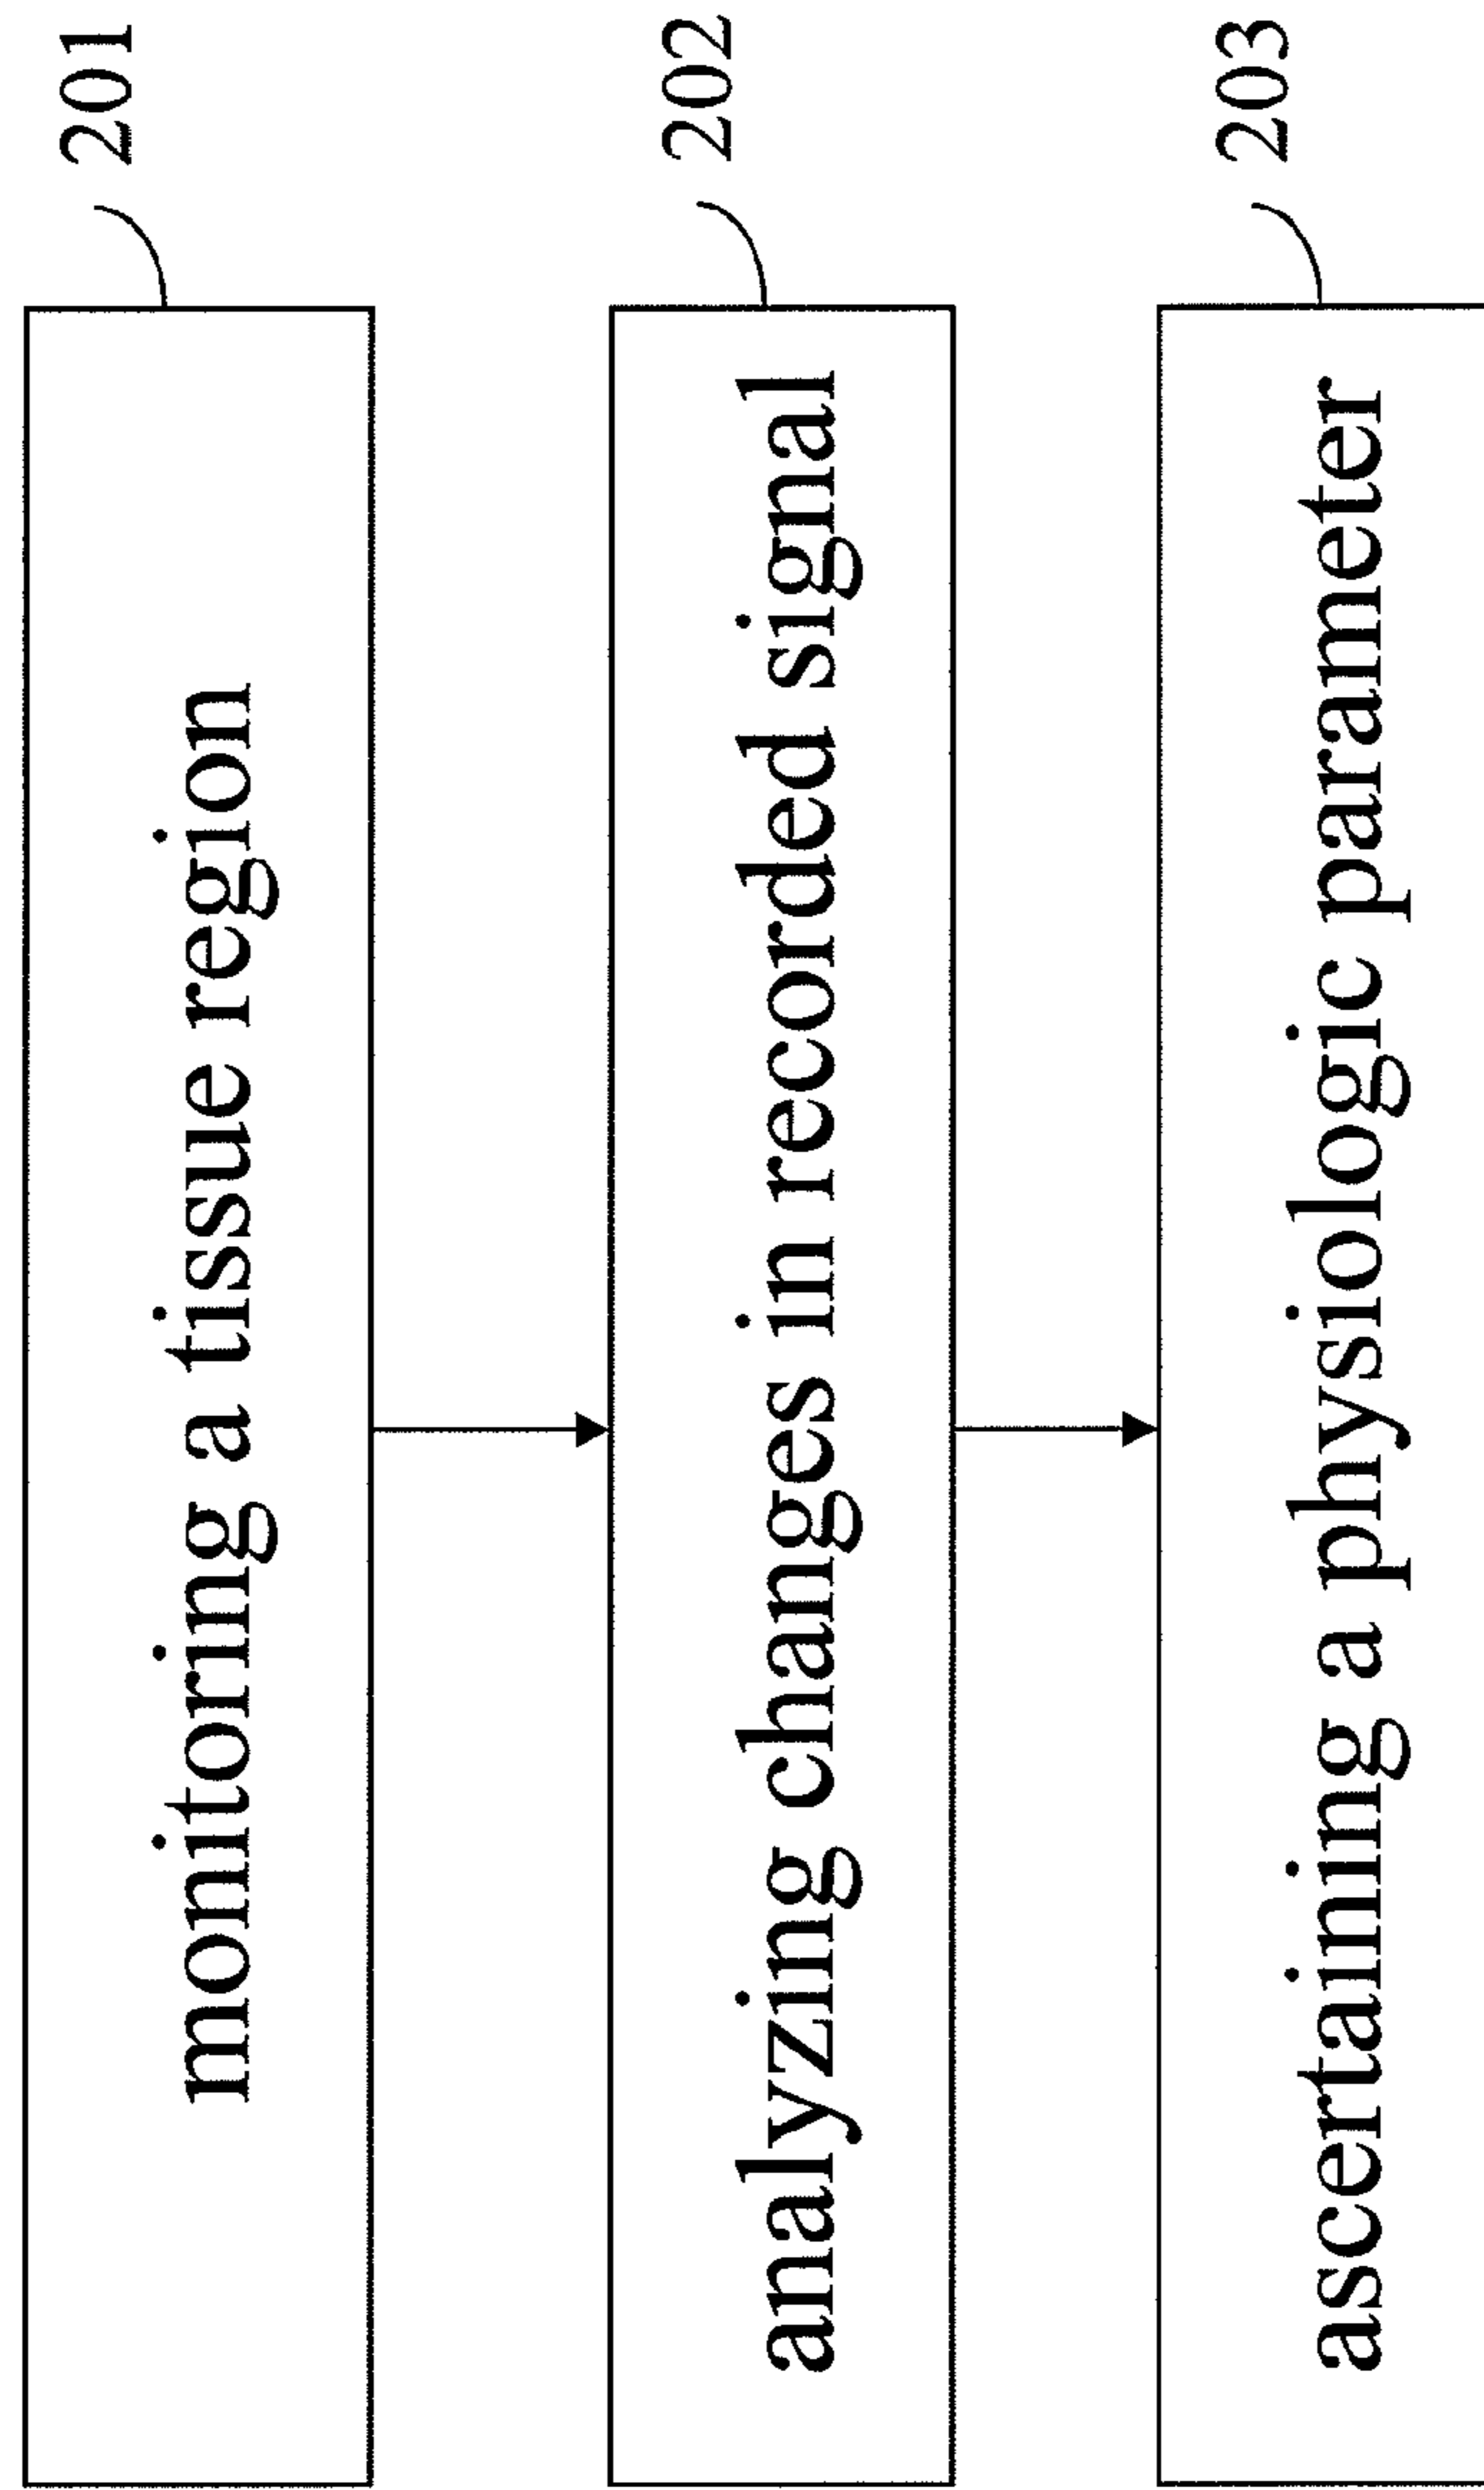 monitoring a tissue region
201
analyzing changes in recorded signal
202
ascertaining a physiologic parameter
203